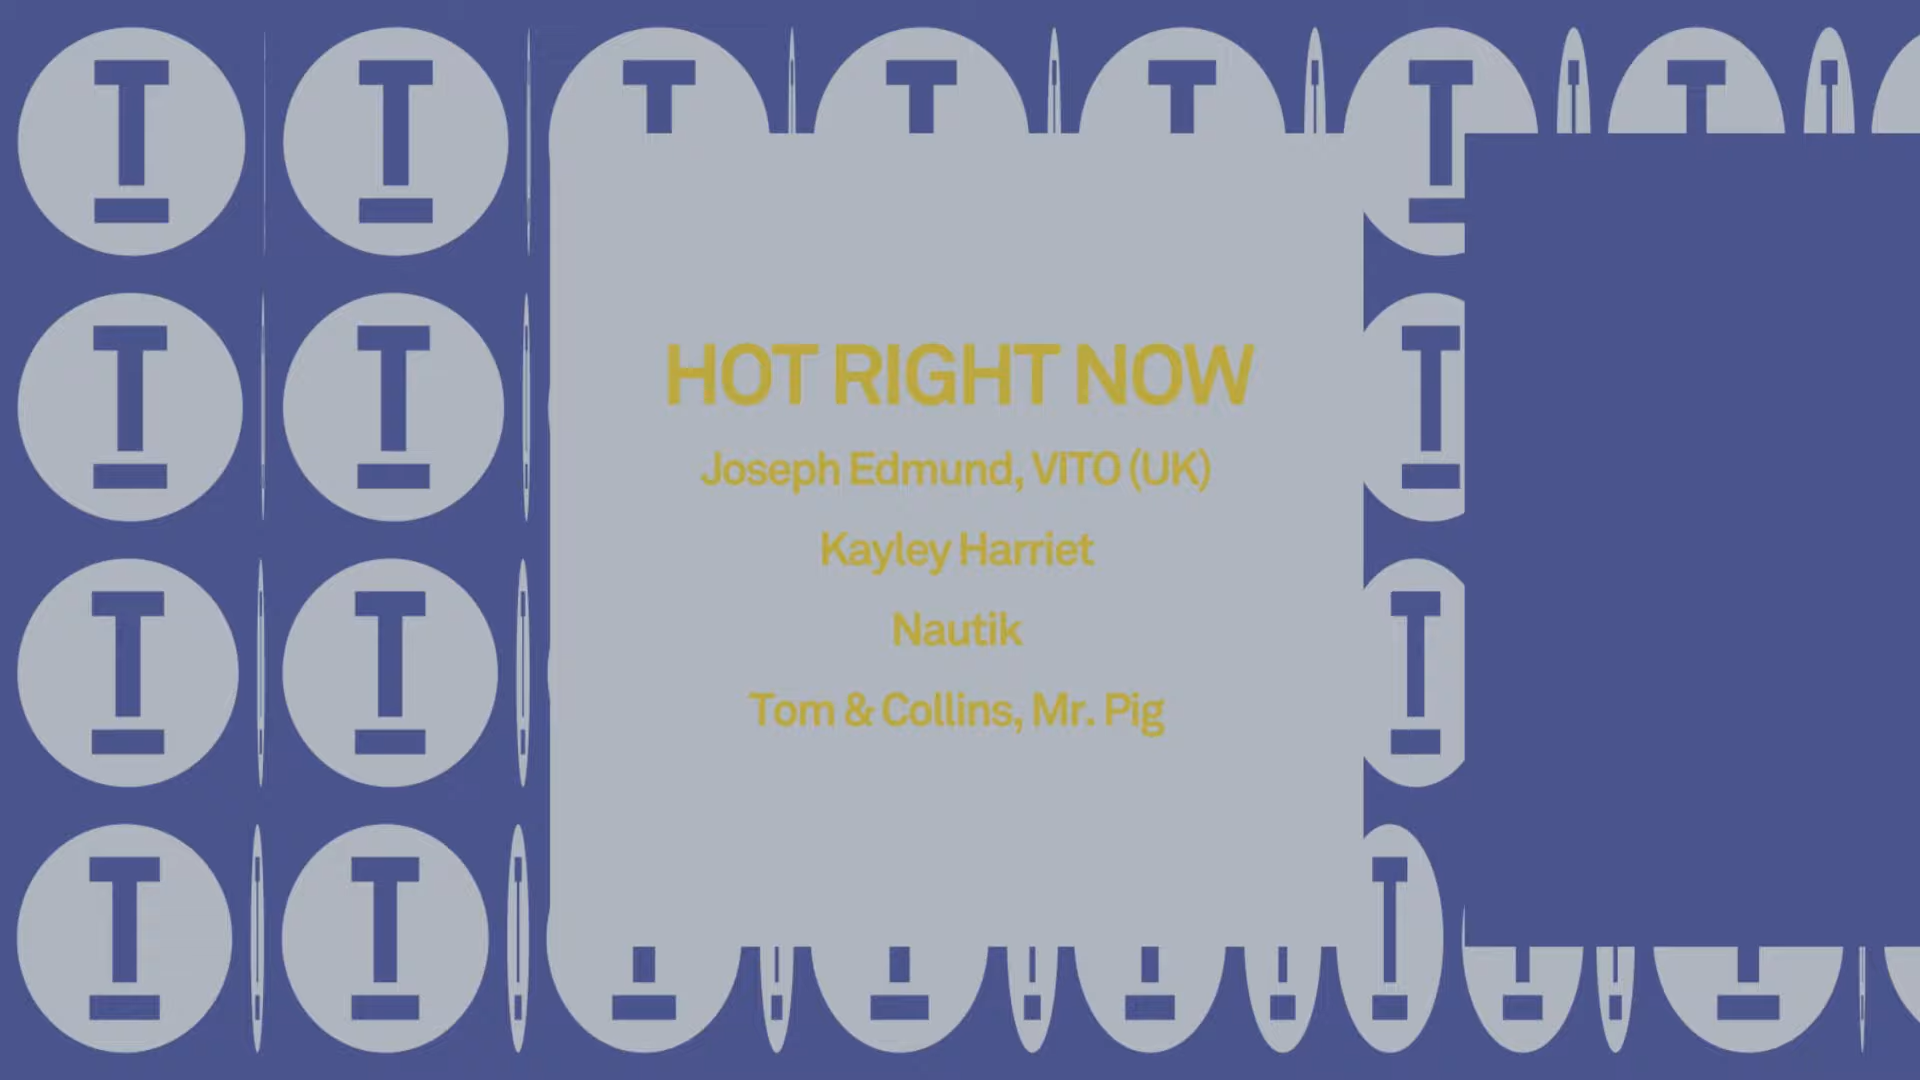 HOT RIGHT NOW
Joseph Edmund, VITO (UK)
Kayley Harriet
Nautik
Tom & Collins, Mr. Pig